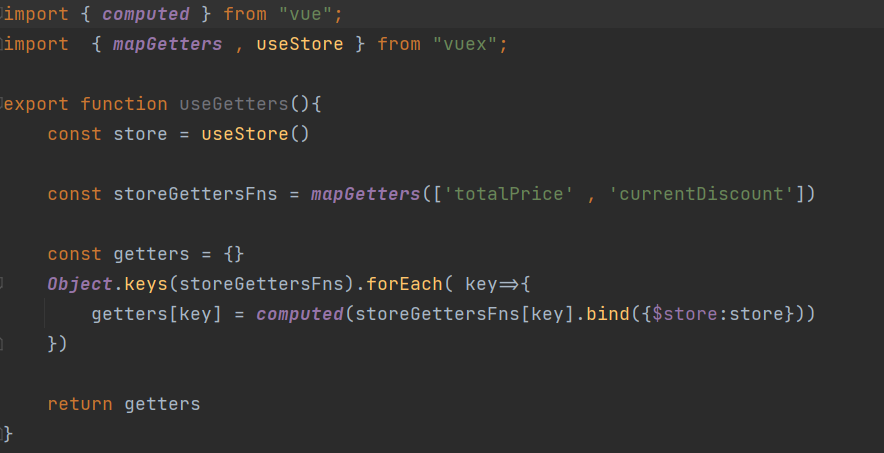 import { computed } from "vue";
import  { mapGetters , useStore } from "vuex";
export function useGetters(){
    const store = useStore()
    const storeGettersFns = mapGetters(['totalPrice' , 'currentDiscount'])
    const getters = {}
    Object.keys(storeGettersFns).forEach( key=>{
        getters[key] = computed(storeGettersFns[key].bind({$store:store}))
    })
    return getters
}